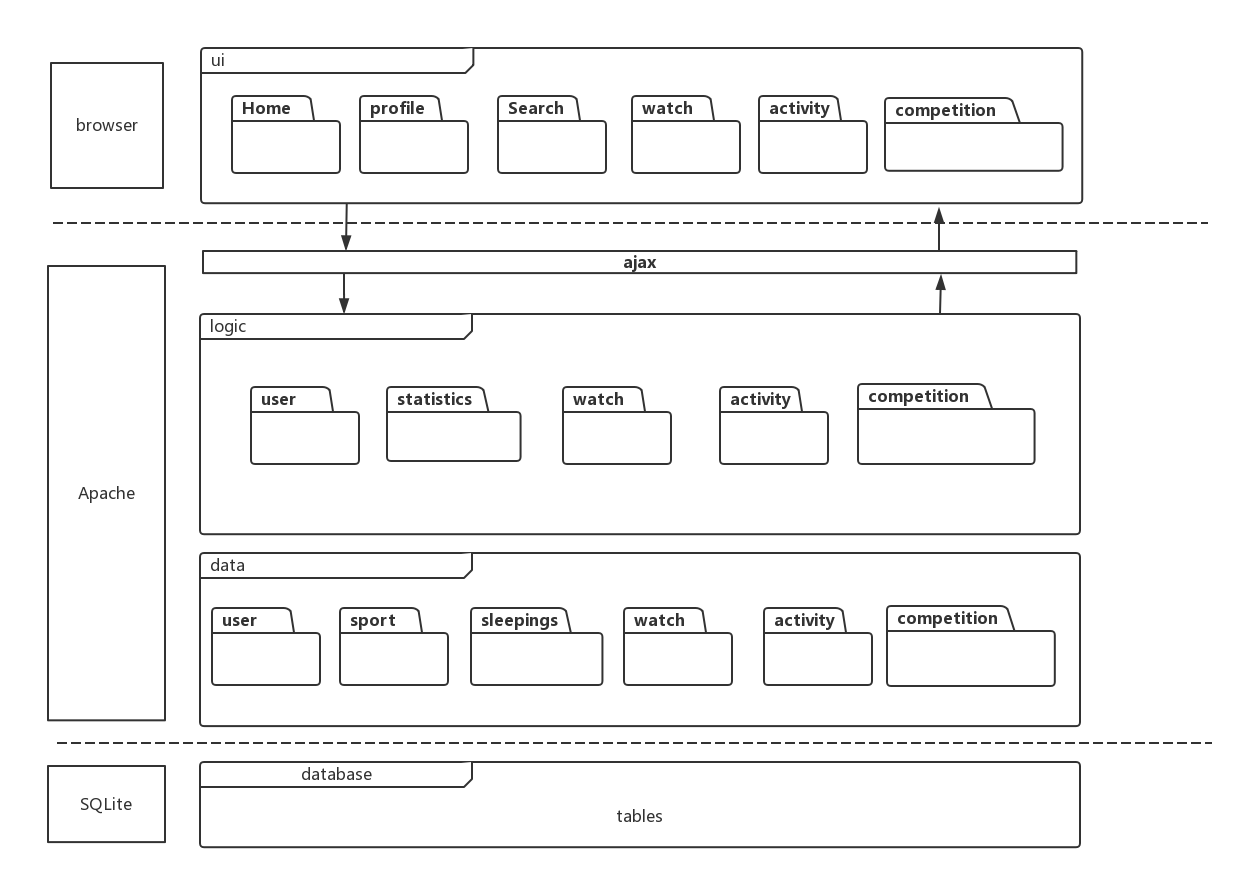 ui
Home
profile
Search
watch
activity
competition
browser
ajax
logic
user
statistics
watch
activity
competition
Apache
data
user
sport
sleepings
watch
activity
competition
database
SQLite
tables